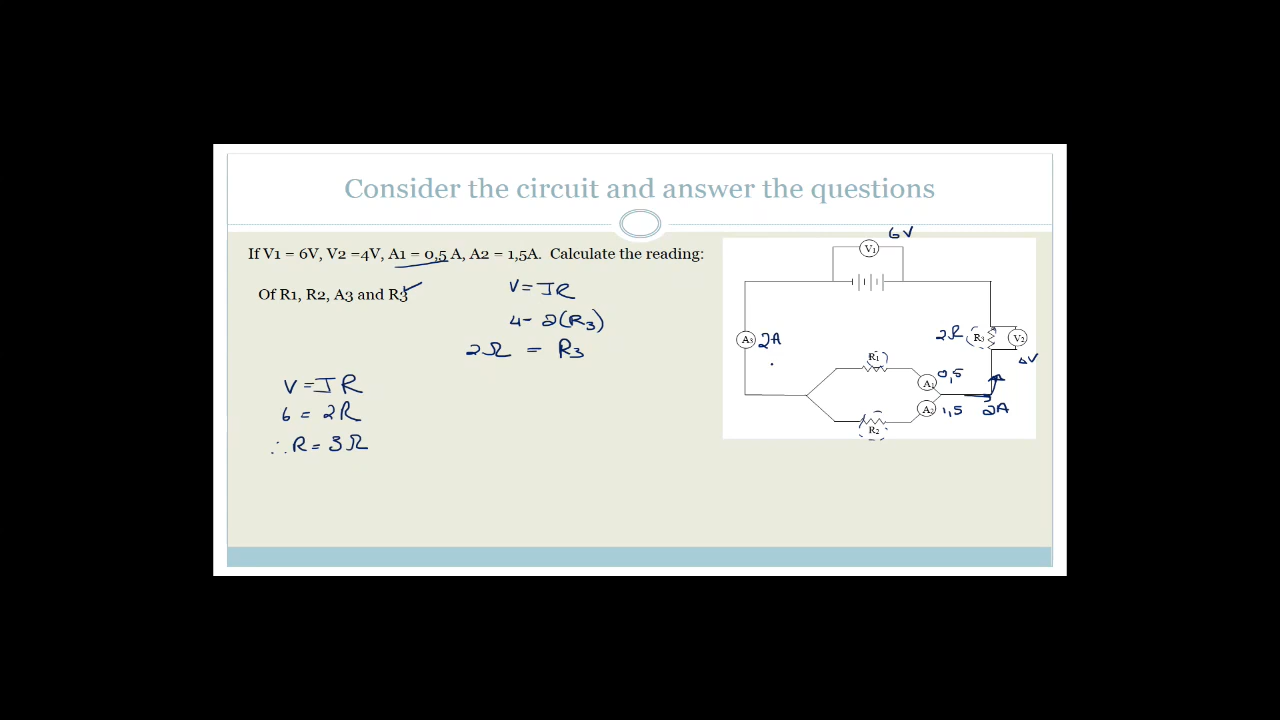 Consider the circuit and answer the questions
If V1 = 6V, V2 =4V, A1 = 0,5 A, A2 = 1,5A. Calculate the reading:
Of R1, R2, A3 and R3
V = IR
4 = 2(R3)
2Ω = R3
V = IR
6 = 2R
∴ R = 3Ω
6V
V1
A3 2A
2Ω R3 V2
4V
R1
A1 0,5
A2 1,5 2A
R2